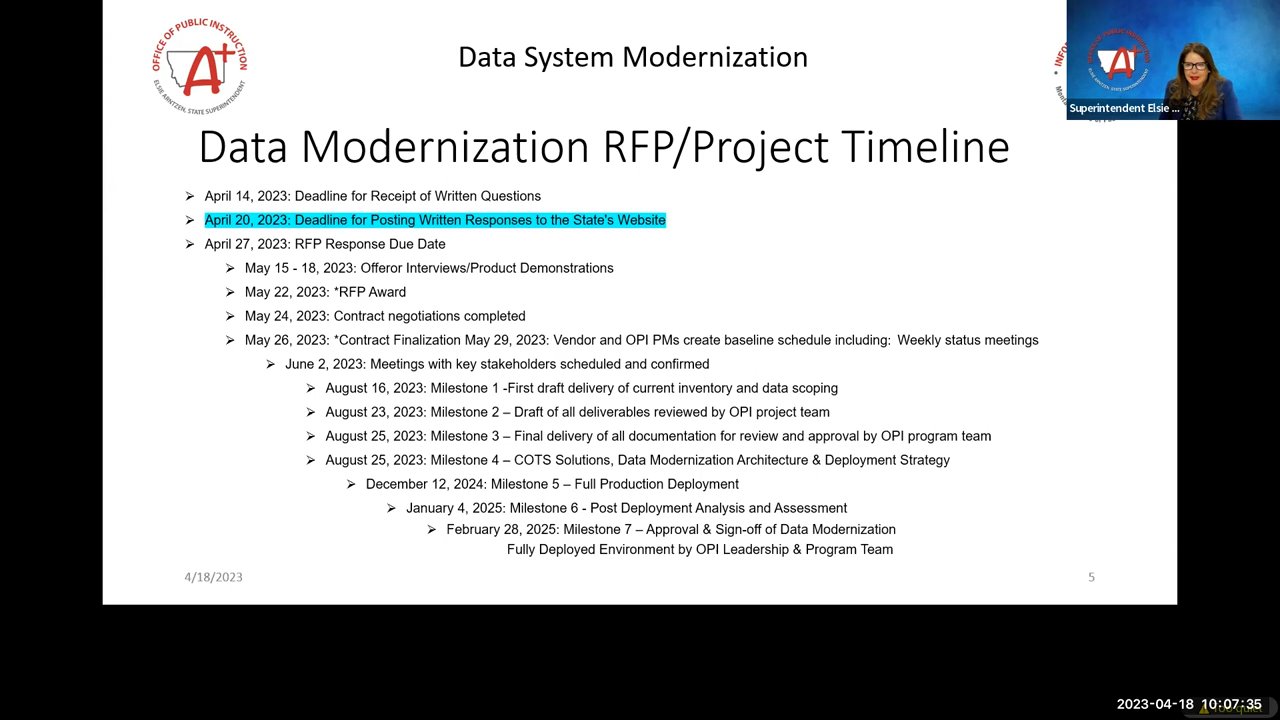 OFFICE OF PUBLIC INSTRUCTION
ELSIE ARNTZEN, STATE SUPERINTENDENT
Data System Modernization
Superintendent Elsie ...
Data Modernization RFP/Project Timeline
➢ April 14, 2023: Deadline for Receipt of Written Questions
➢ April 20, 2023: Deadline for Posting Written Responses to the State's Website
➢ April 27, 2023: RFP Response Due Date
➢ May 15 - 18, 2023: Offeror Interviews/Product Demonstrations
➢ May 22, 2023: *RFP Award
➢ May 24, 2023: Contract negotiations completed
➢ May 26, 2023: *Contract Finalization May 29, 2023: Vendor and OPI PMs create baseline schedule including: Weekly status meetings
➢ June 2, 2023: Meetings with key stakeholders scheduled and confirmed
➢ August 16, 2023: Milestone 1 -First draft delivery of current inventory and data scoping
➢ August 23, 2023: Milestone 2 – Draft of all deliverables reviewed by OPI project team
➢ August 25, 2023: Milestone 3 – Final delivery of all documentation for review and approval by OPI program team
➢ August 25, 2023: Milestone 4 – COTS Solutions, Data Modernization Architecture & Deployment Strategy
➢ December 12, 2024: Milestone 5 – Full Production Deployment
➢ January 4, 2025: Milestone 6 - Post Deployment Analysis and Assessment
➢ February 28, 2025: Milestone 7 – Approval & Sign-off of Data Modernization
Fully Deployed Environment by OPI Leadership & Program Team
4/18/2023
5
2023-04-18 10:07:35